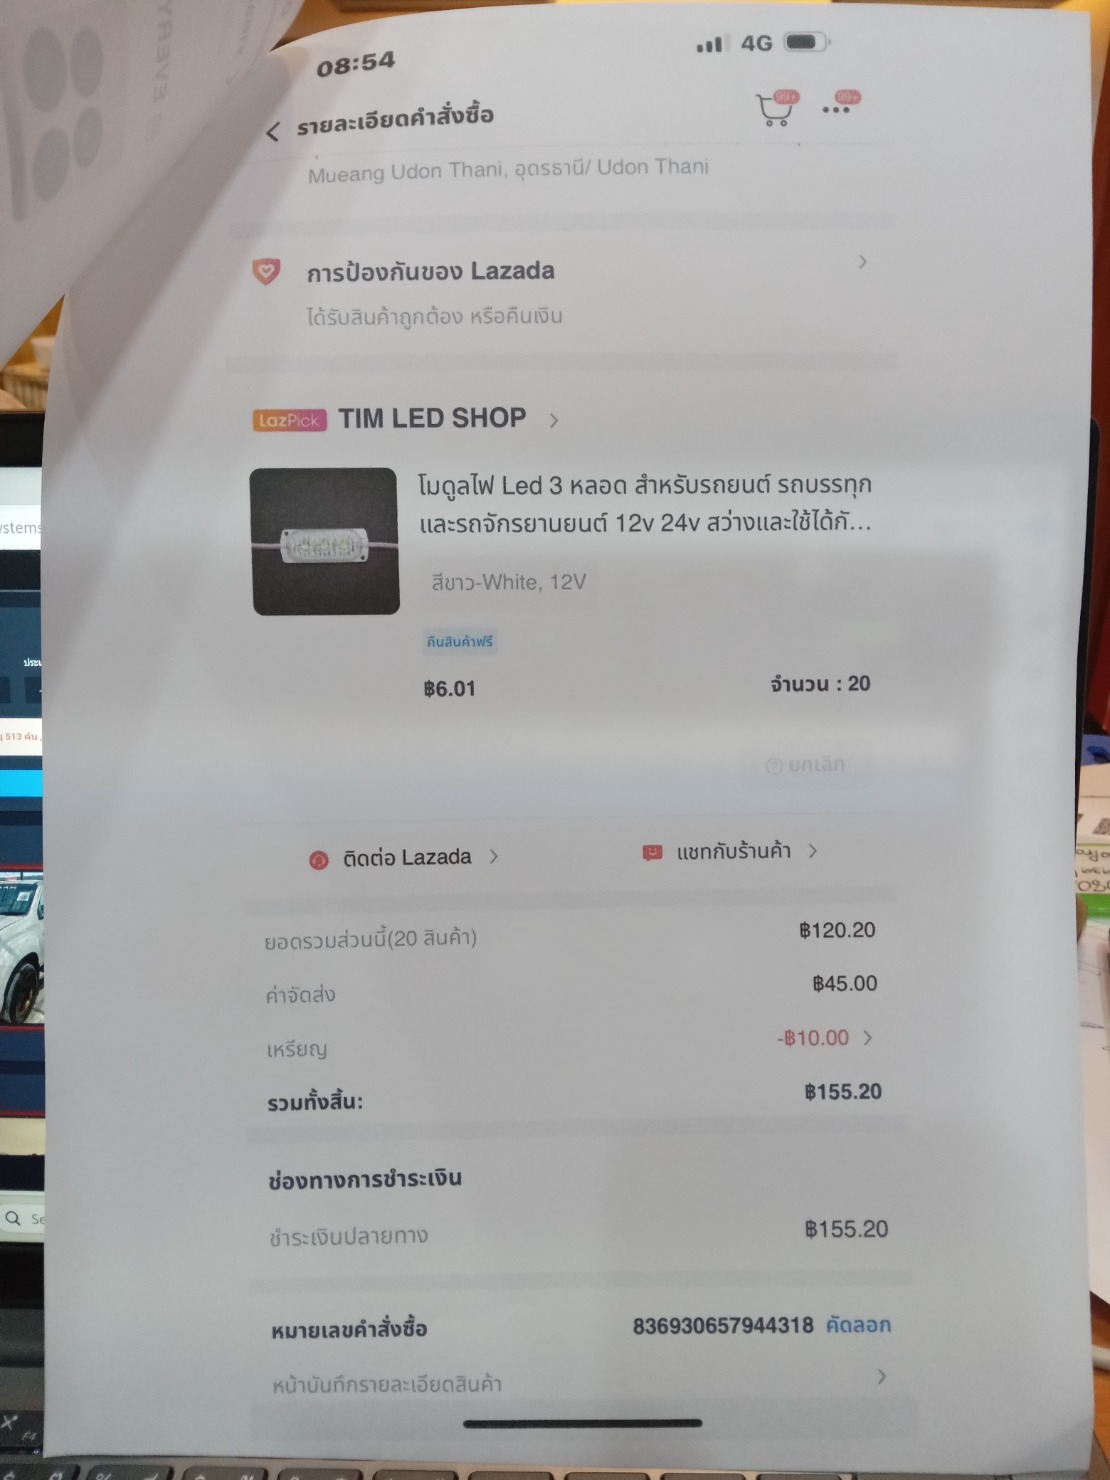 08:54
4G
รายละเอียดคำสั่งซื้อ
99+
99+
Mueang Udon Thani, อุดรธานี/ Udon Thani
การป้องกันของ Lazada
ได้รับสินค้าถูกต้อง หรือคืนเงิน
LazPick TIM LED SHOP
โมดูลไฟ Led 3 หลอด สำหรับรถยนต์ รถบรรทุก
และรถจักรยานยนต์ 12v 24v สว่างและใช้ได้กั...
สีขาว-White, 12V
คืนสินค้าฟรี
฿6.01 จำนวน : 20
ยกเลิก
ติดต่อ Lazada แชทกับร้านค้า
ยอดรวมส่วนนี้(20 สินค้า) ฿120.20
ค่าจัดส่ง ฿45.00
เหรียญ -฿10.00
รวมทั้งสิ้น: ฿155.20
ช่องทางการชำระเงิน
ชำระเงินปลายทาง ฿155.20
หมายเลขคำสั่งซื้อ 836930657944318 คัดลอก
หน้าบันทึกรายละเอียดสินค้า
513 คัน
F4